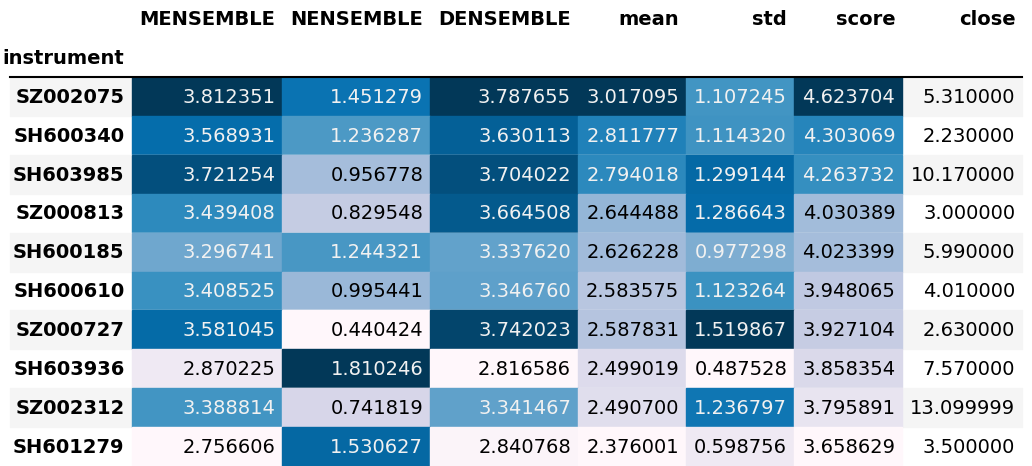 MENSEMBLE NENSEMBLE DENSEMBLE mean std score close
instrument
SZ002075 3.812351 1.451279 3.787655 3.017095 1.107245 4.623704 5.310000
SH600340 3.568931 1.236287 3.630113 2.811777 1.114320 4.303069 2.230000
SH603985 3.721254 0.956778 3.704022 2.794018 1.299144 4.263732 10.170000
SZ000813 3.439408 0.829548 3.664508 2.644488 1.286643 4.030389 3.000000
SH600185 3.296741 1.244321 3.337620 2.626228 0.977298 4.023399 5.990000
SH600610 3.408525 0.995441 3.346760 2.583575 1.123264 3.948065 4.010000
SZ000727 3.581045 0.440424 3.742023 2.587831 1.519867 3.927104 2.630000
SH603936 2.870225 1.810246 2.816586 2.499019 0.487528 3.858354 7.570000
SZ002312 3.388814 0.741819 3.341467 2.490700 1.236797 3.795891 13.099999
SH601279 2.756606 1.530627 2.840768 2.376001 0.598756 3.658629 3.500000